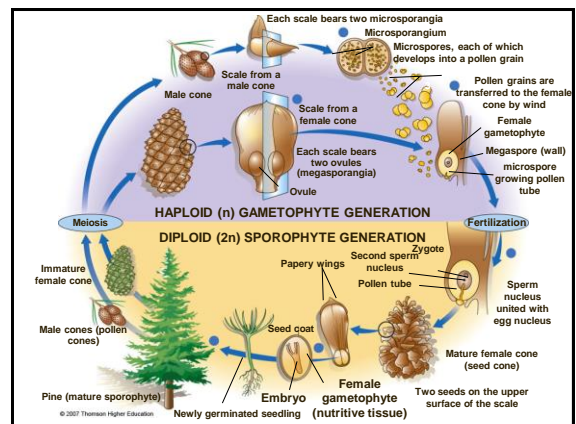 Each scale bears two microsporangia
Microsporangium
Microspores, each of which
develops into a pollen grain
Scale from a
male cone
Male cone
Pollen grains are
transferred to the female
cone by wind
Scale from a
female cone
Female
gametophyte
Each scale bears
two ovules
(megasporangia)
Megaspore (wall)
microspore
growing pollen
tube
Ovule
HAPLOID (n) GAMETOPHYTE GENERATION
Meiosis
Fertilization
DIPLOID (2n) SPOROPHYTE GENERATION
Zygote
Second sperm
nucleus
Pollen tube
Papery wings
Immature
female cone
Sperm
nucleus
united with
egg nucleus
Male cones (pollen
cones)
Seed coat
Mature female cone
(seed cone)
Embryo
Female
gametophyte
(nutritive tissue)
Two seeds on the upper
surface of the scale
Pine (mature sporophyte)
Newly germinated seedling
© 2007 Thomson Higher Education